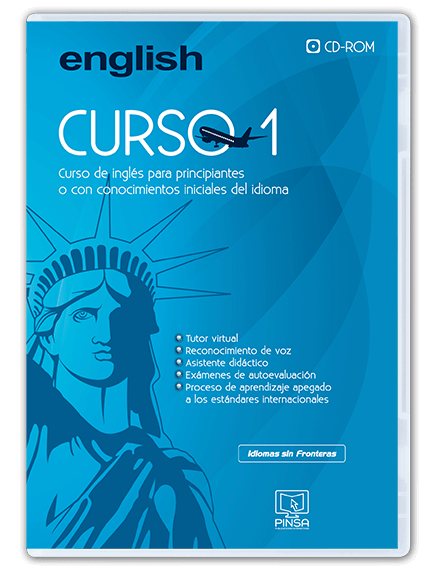 english
CD-ROM
CURSO 1
Curso de inglés para principiantes
o con conocimientos iniciales del idioma
Tutor virtual
Reconocimiento de voz
Asistente didáctico
Exámenes de autoevaluación
Proceso de aprendizaje apegado
a los estándares internacionales
Idiomas sin Fronteras
PINSA